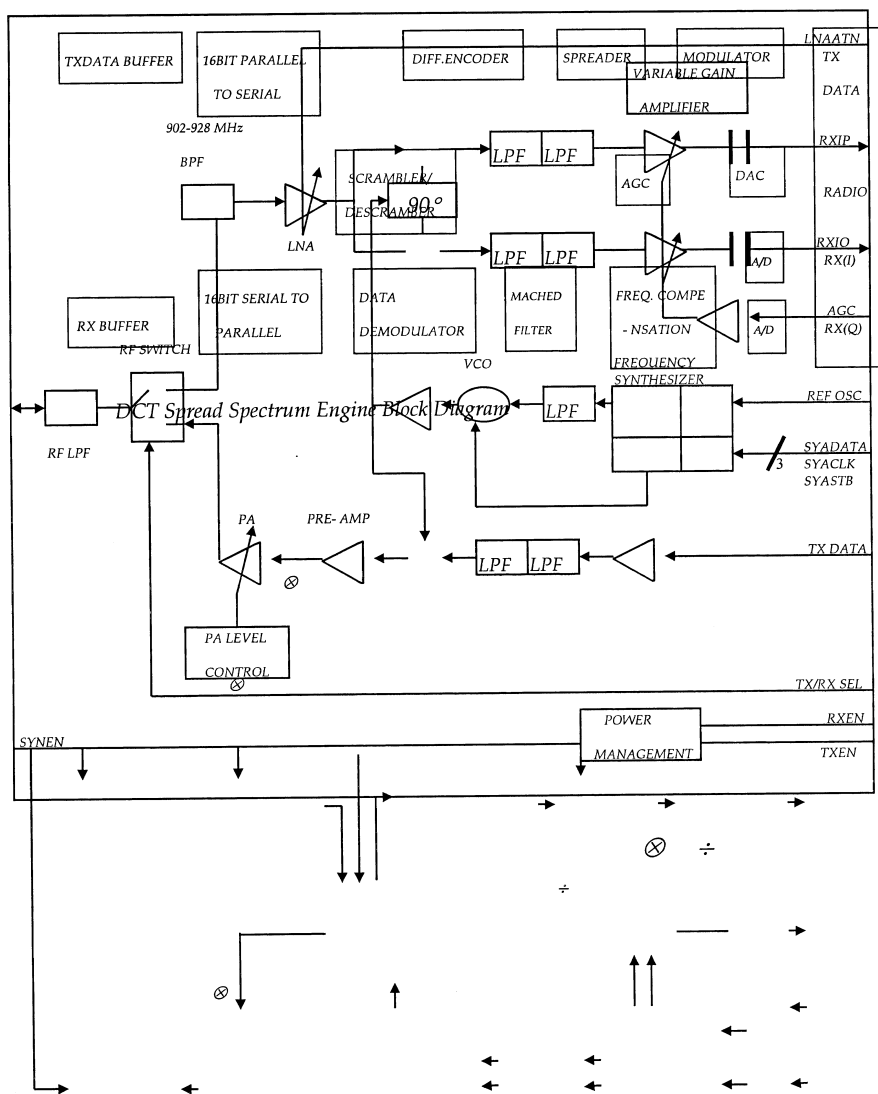 LNAATN
TXDATA BUFFER
16BIT PARALLEL
TO SERIAL
DIFF.ENCODER
SPREADER
MODULATOR
TX
VARIABLE GAIN
AMPLIFIER
DATA
902-928 MHz
BPF
LPF LPF
RXIP
SCRAMBLER/
DESCRAMBER
90°
AGC
DAC
RADIO
LNA
LPF LPF
A/D
RXIO
RX(I)
RX BUFFER
16BIT SERIAL TO
PARALLEL
DATA
DEMODULATOR
MACHED
FILTER
FREQ. COMPE
- NSATION
A/D
AGC
RX(Q)
RF SWITCH
VCO
FREQUENCY
SYNTHESIZER
REF OSC
DCT Spread Spectrum Engine Block Diagram
LPF
RF LPF
3
SYADATA
SYACLK
SYASTB
PA
PRE- AMP
LPF LPF
TX DATA
PA LEVEL
CONTROL
TX/RX SEL
POWER
MANAGEMENT
RXEN
SYNEN
TXEN
÷
÷